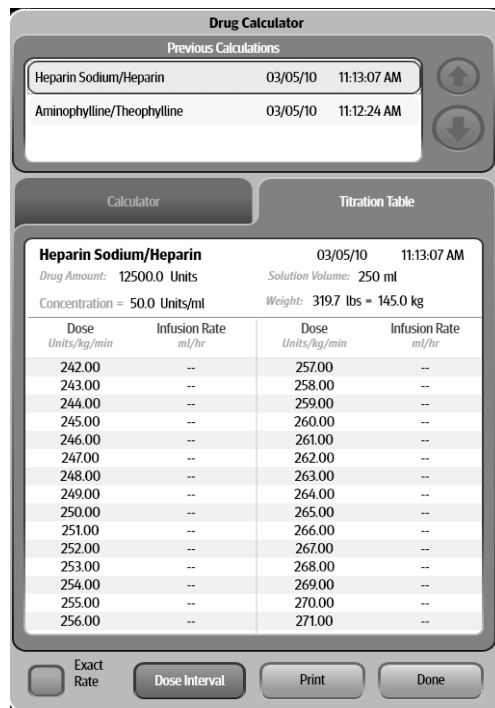 Drug Calculator
Previous Calculations
Heparin Sodium/Heparin 03/05/10 11:13:07 AM
Aminophylline/Theophylline 03/05/10 11:12:24 AM
Calculator Titration Table
Heparin Sodium/Heparin 03/05/10 11:13:07 AM
Drug Amount: 12500.0 Units Solution Volume: 250 ml
Concentration = 50.0 Units/ml Weight: 319.7 lbs = 145.0 kg
Dose Infusion Rate Dose Infusion Rate
Units/kg/min ml/hr Units/kg/min ml/hr
242.00 -- 257.00 --
243.00 -- 258.00 --
244.00 -- 259.00 --
245.00 -- 260.00 --
246.00 -- 261.00 --
247.00 -- 262.00 --
248.00 -- 263.00 --
249.00 -- 264.00 --
250.00 -- 265.00 --
251.00 -- 266.00 --
252.00 -- 267.00 --
253.00 -- 268.00 --
254.00 -- 269.00 --
255.00 -- 270.00 --
256.00 -- 271.00 --
Exact
Rate Dose Interval Print Done